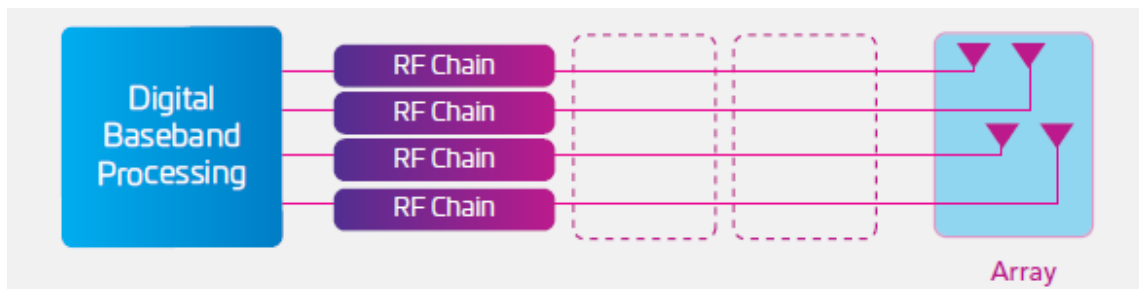 Digital
Baseband
Processing
RF Chain
RF Chain
RF Chain
RF Chain
Array